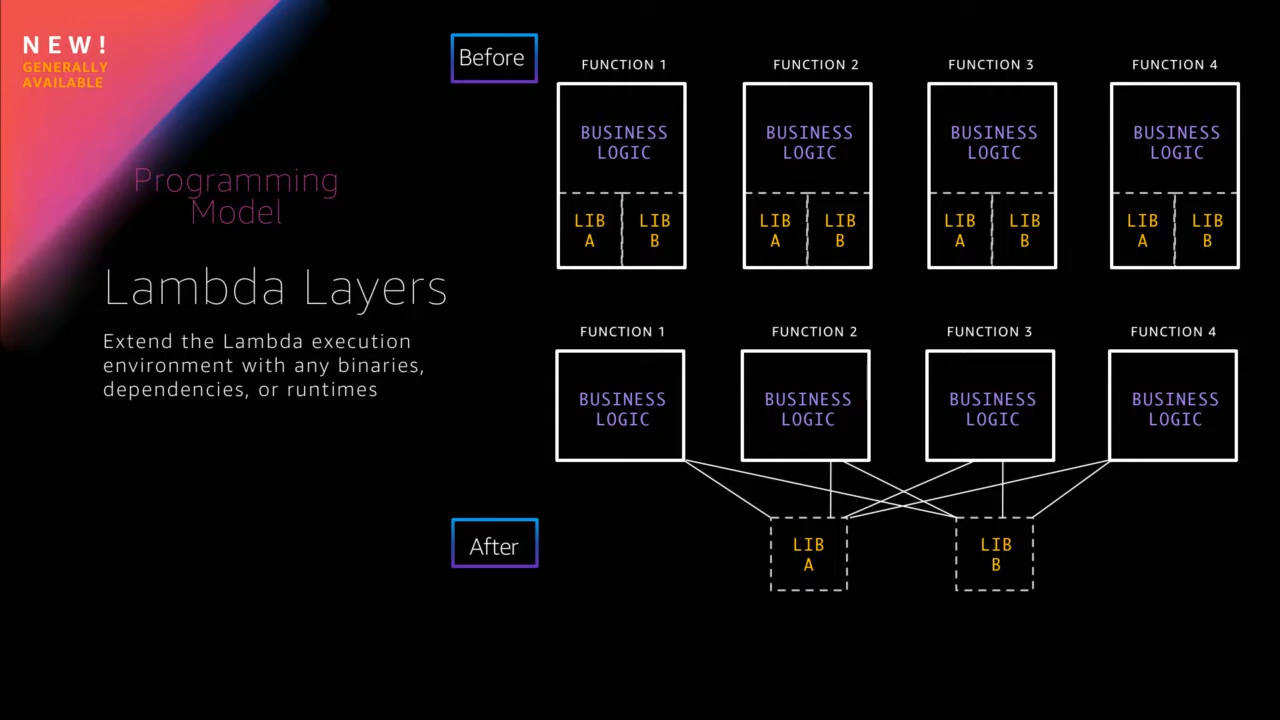 NEW!
GENERALLY
AVAILABLE
Programming
Model
Lambda Layers
Extend the Lambda execution
environment with any binaries,
dependencies, or runtimes
Before
FUNCTION 1
BUSINESS
LOGIC
LIB
A
LIB
B
FUNCTION 2
BUSINESS
LOGIC
LIB
A
LIB
B
FUNCTION 3
BUSINESS
LOGIC
LIB
A
LIB
B
FUNCTION 4
BUSINESS
LOGIC
LIB
A
LIB
B
After
FUNCTION 1
BUSINESS
LOGIC
FUNCTION 2
BUSINESS
LOGIC
FUNCTION 3
BUSINESS
LOGIC
FUNCTION 4
BUSINESS
LOGIC
LIB
A
LIB
B